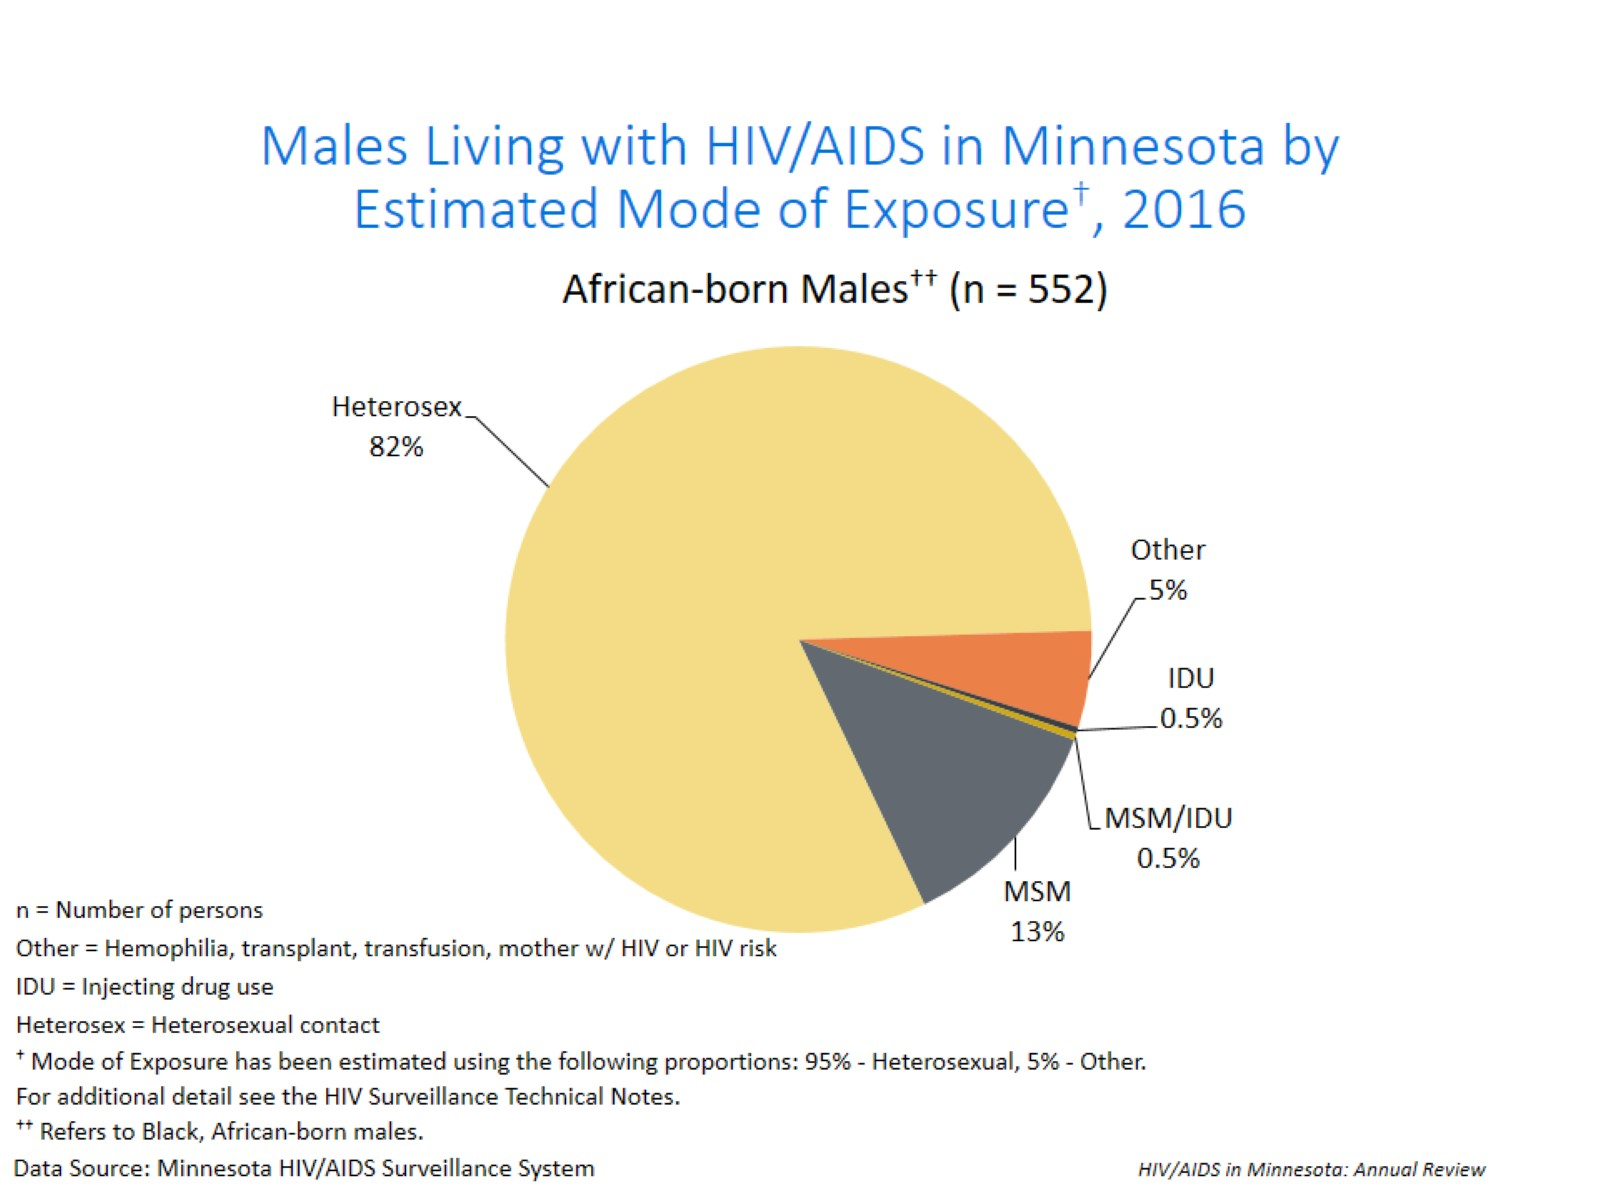 Males Living with HIV/AIDS in Minnesota by
Estimated Mode of Exposure†, 2016
African-born Males†† (n = 552)
Heterosex
82%
Other
5%
IDU
0.5%
MSM/IDU
0.5%
MSM
13%
n = Number of persons
Other = Hemophilia, transplant, transfusion, mother w/ HIV or HIV risk
IDU = Injecting drug use
Heterosex = Heterosexual contact
† Mode of Exposure has been estimated using the following proportions: 95% - Heterosexual, 5% - Other.
For additional detail see the HIV Surveillance Technical Notes.
†† Refers to Black, African-born males.
Data Source: Minnesota HIV/AIDS Surveillance System
HIV/AIDS in Minnesota: Annual Review